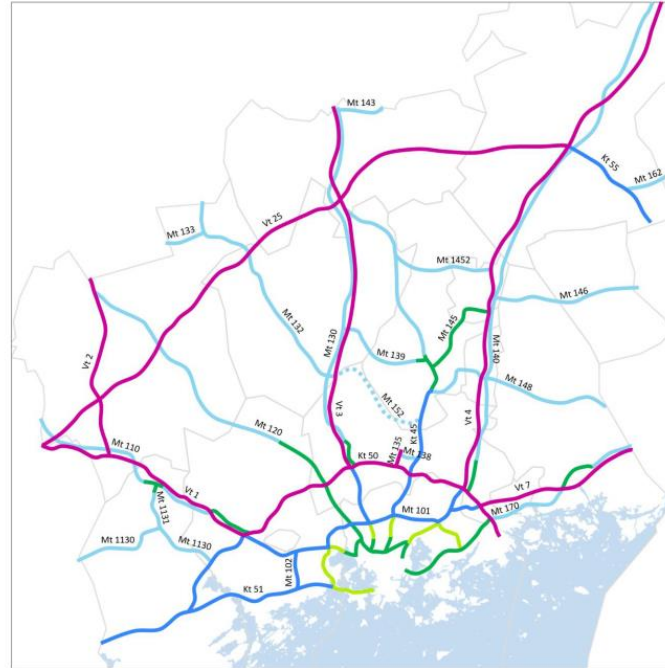 Mt 143
Kt 55
Mt 162
Vt 25
Mt 133
Mt 1452
Mt 146
Mt 145
Mt 132
Mt 130
Mt 139
Mt 140
Vt 2
Mt 148
Mt 152
Vt 3
Vt 4
Kt 45
Mt 120
Mt 110
Kt 50
Mt 135
Mt 138
Vt 1
Vt 7
Mt 1131
Mt 101
Mt 170
Mt 1130
Mt 1130
Mt 102
Kt 51